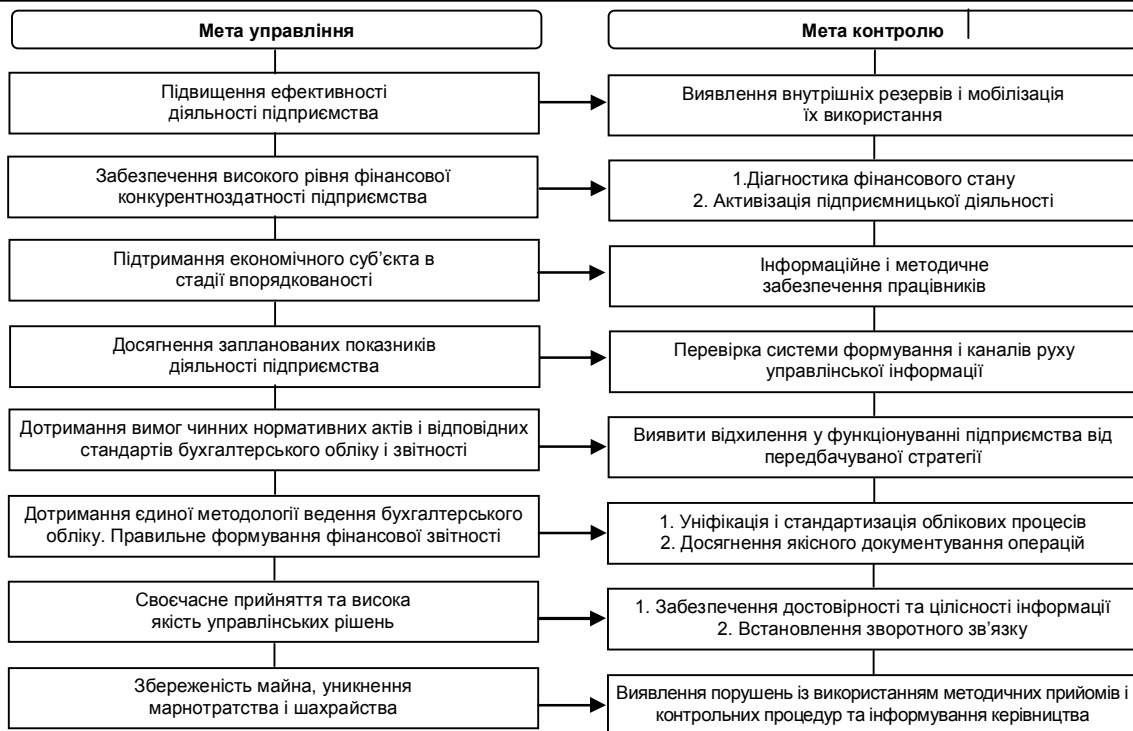 Мета управління
Мета контролю
Підвищення ефективності
діяльності підприємства
Виявлення внутрішніх резервів і мобілізація
їх використання
Забезпечення високого рівня фінансової
конкурентноздатності підприємства
1.Діагностика фінансового стану
2. Активізація підприємницької діяльності
Підтримання економічного суб’єкта в
стадії впорядкованості
Інформаційне і методичне
забезпечення працівників
Досягнення запланованих показників
діяльності підприємства
Перевірка системи формування і каналів руху
управлінської інформації
Дотримання вимог чинних нормативних актів і відповідних
стандартів бухгалтерського обліку і звітності
Виявити відхилення у функціонуванні підприємства від
передбачуваної стратегії
Дотримання єдиної методології ведення бухгалтерського
обліку. Правильне формування фінансової звітності
1. Уніфікація і стандартизація облікових процесів
2. Досягнення якісного документування операцій
Своєчасне прийняття та висока
якість управлінських рішень
1. Забезпечення достовірності та цілісності інформації
2. Встановлення зворотного зв’язку
Збереженість майна, уникнення
марнотратства і шахрайства
Виявлення порушень із використанням методичних прийомів і
контрольних процедур та інформування керівництва